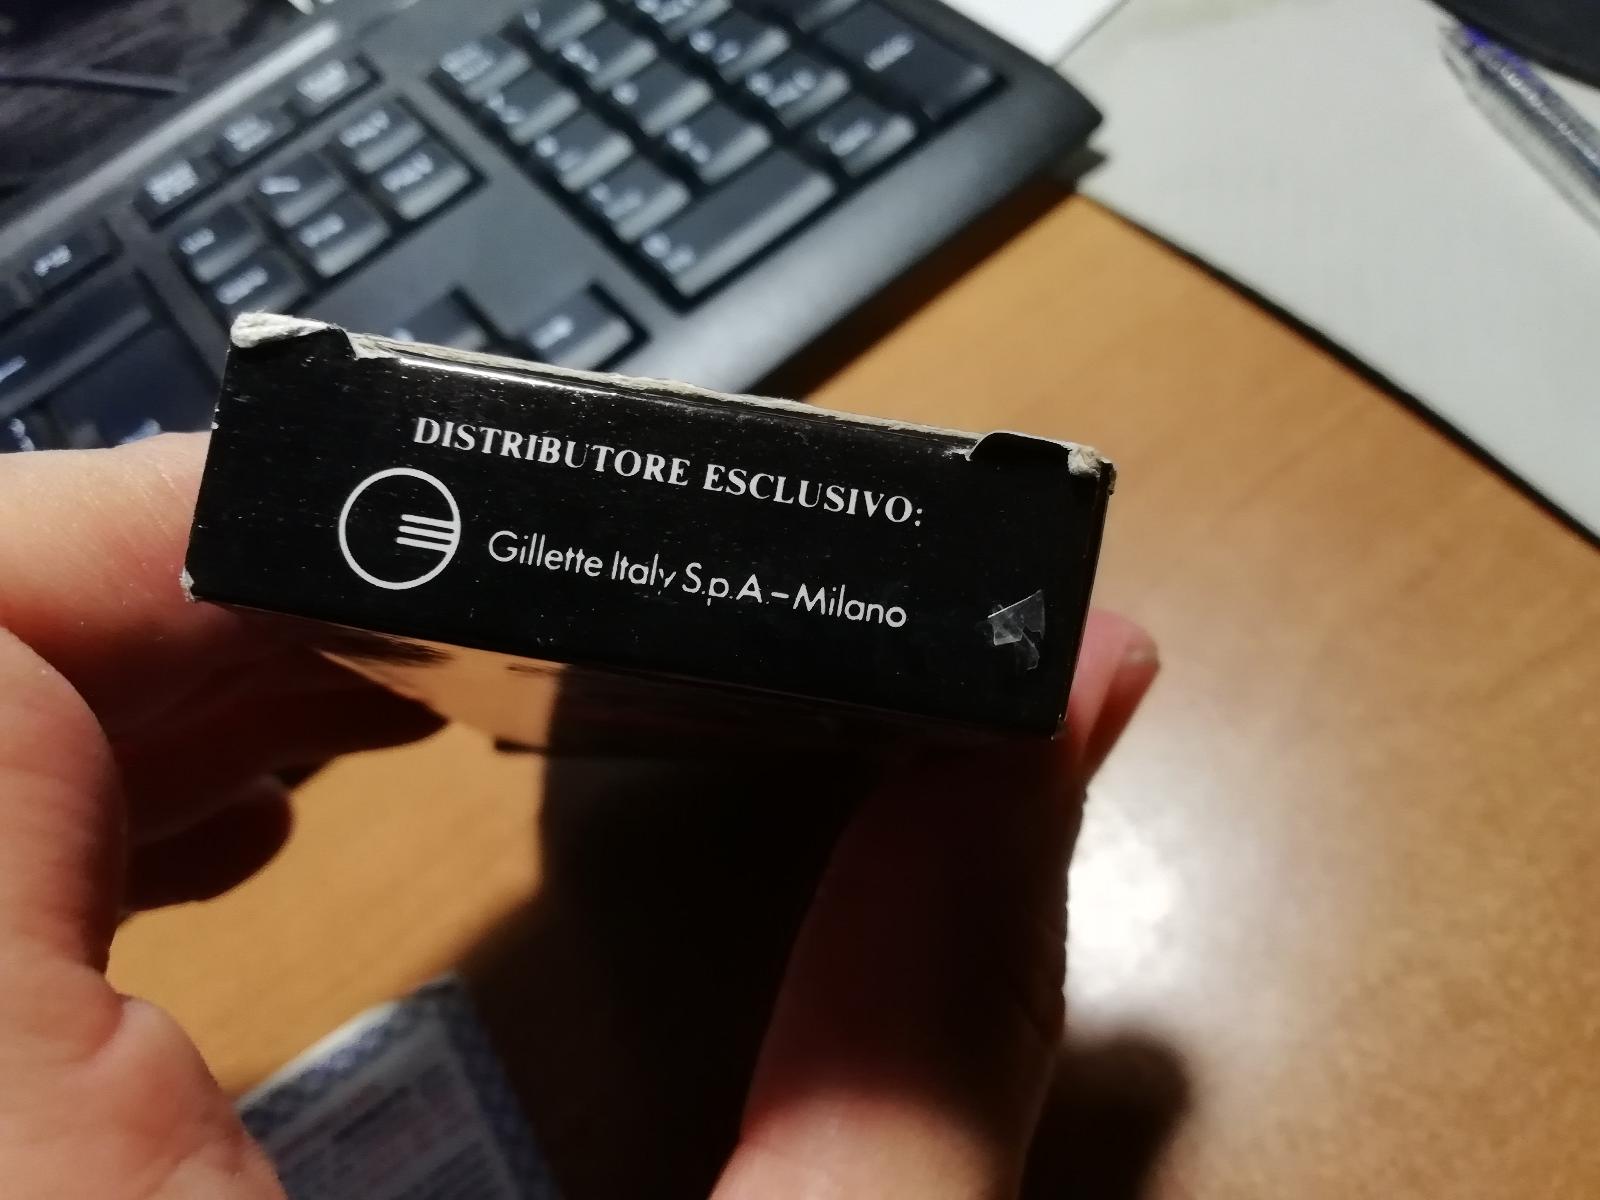 DISTRIBUTORE ESCLUSIVO:
Gillette Italy S.p.A.-Milano